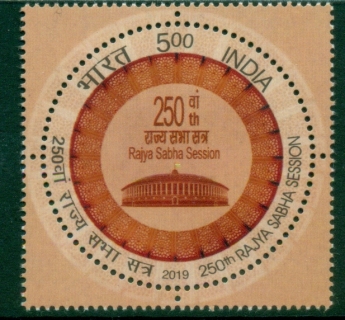 भारत 5.00 INDIA
250 वां
th
राज्य सभा सत्र
Rajya Sabha Session
250वां राज्य सभा सत्र 2019 250th RAJYA SABHA SESSION